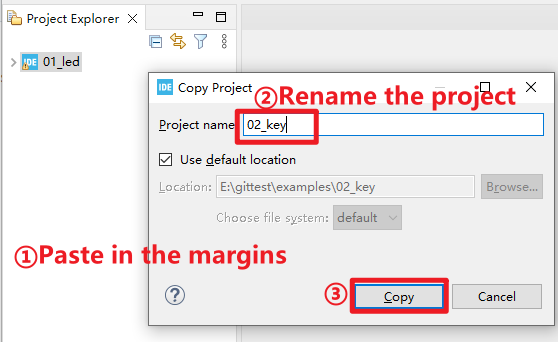 Project Explorer
IDE 01_led
IDE Copy Project
②Rename the project
Project name: 02_key
Use default location
Location: E:\gittest\examples\02_key Browse...
Choose file system: default
①Paste in the margins
③ Copy Cancel